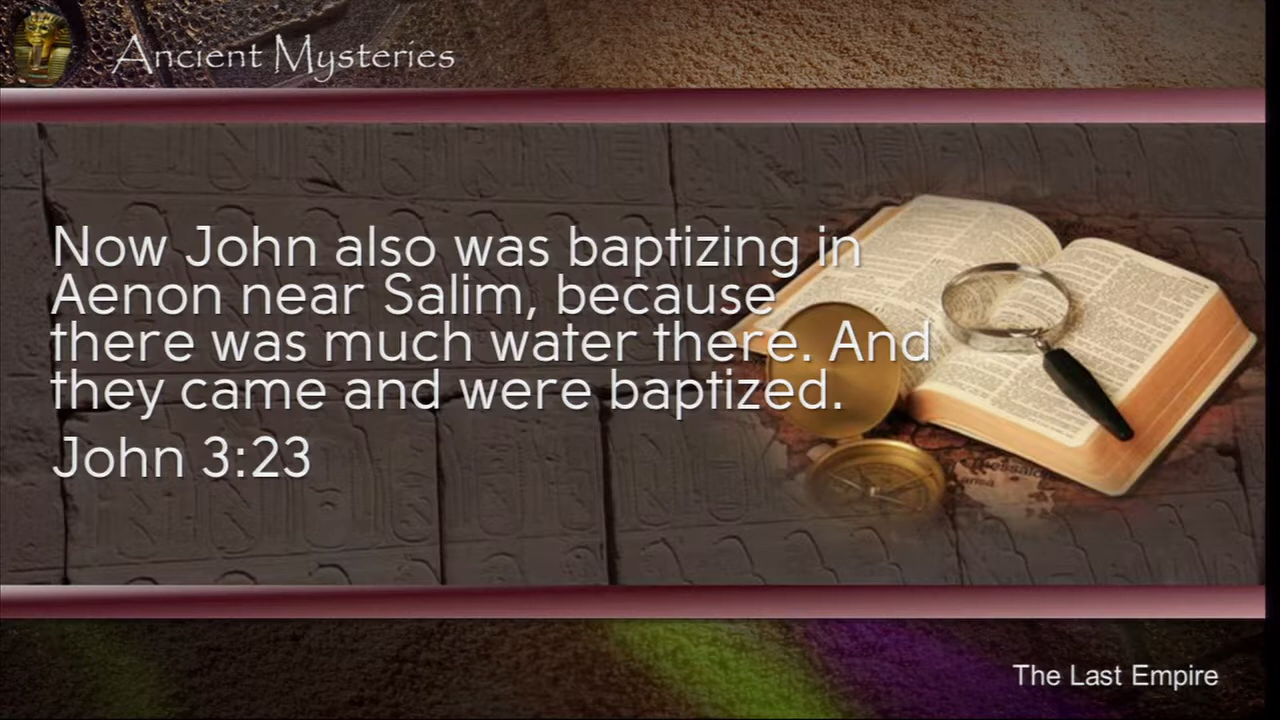 Ancient Mysteries
Now John also was baptizing in
Aenon near Salim, because
there was much water there. And
they came and were baptized.
John 3:23
The Last Empire